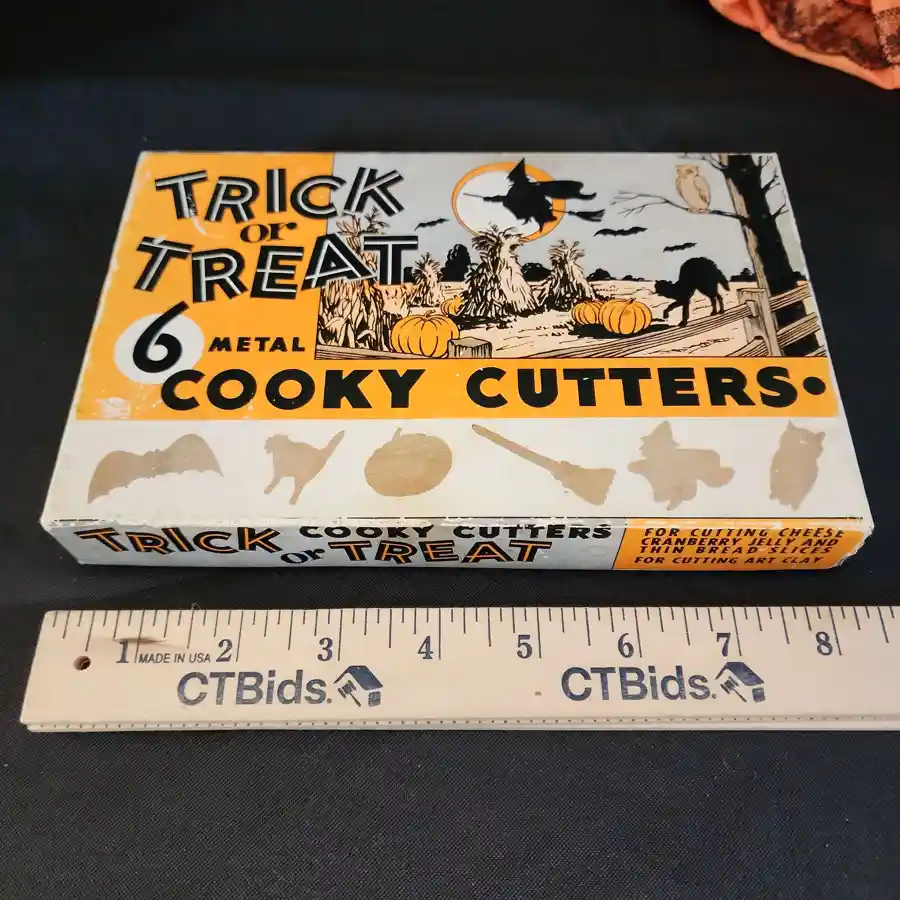 TRICK
or
TREAT
6 METAL
COOKY CUTTERS.
TRICK or TREAT
COOKY CUTTERS
FOR CUTTING CHEESE
CRANBERRY JELLY AND
THIN BREAD SLICES
FOR CUTTING ART CLAY
1 2 3 4 5 6 7 8
MADE IN USA
CTBids. CTBids.